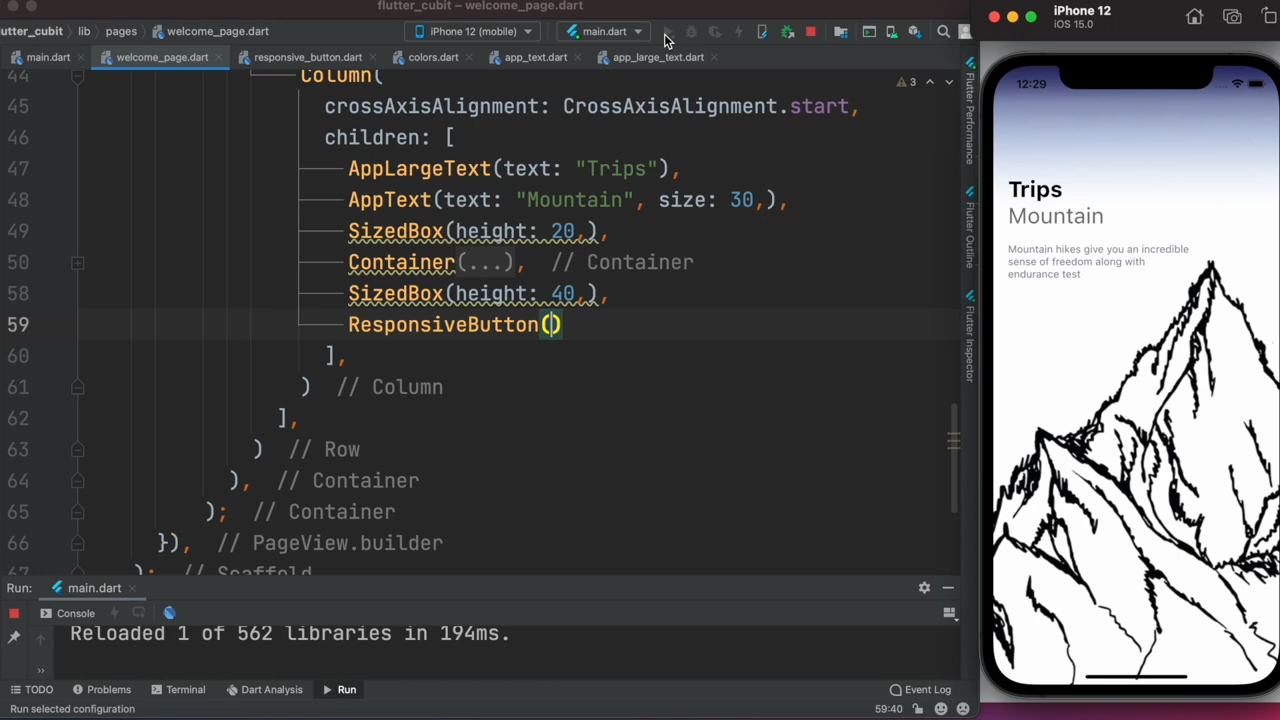 flutter_cubit – welcome_page.dart
utter_cubit
lib
pages
welcome_page.dart
iPhone 12 (mobile)
main.dart
main.dart
welcome_page.dart
responsive_button.dart
colors.dart
app_text.dart
app_large_text.dart
44 Column(
45 crossAxisAlignment: CrossAxisAlignment.start,
46 children: [
47 AppLargeText(text: "Trips"),
48 AppText(text: "Mountain", size: 30,),
49 SizedBox(height: 20,),
50 Container(...), // Container
58 SizedBox(height: 40,),
59 ResponsiveButton()
60 ],
61 ) // Column
62 ],
63 ) // Row
64 ), // Container
65 ); // Container
66 }), // PageView.builder
67 ); // Scaffold
3
Run: main.dart
Console
Reloaded 1 of 562 libraries in 194ms.
TODO
Problems
Terminal
Dart Analysis
Run
Event Log
Run selected configuration
59:40
Flutter Performance
Flutter Outline
Flutter Inspector
iPhone 12
iOS 15.0
12:29
Trips
Mountain
Mountain hikes give you an incredible
sense of freedom along with
endurance test